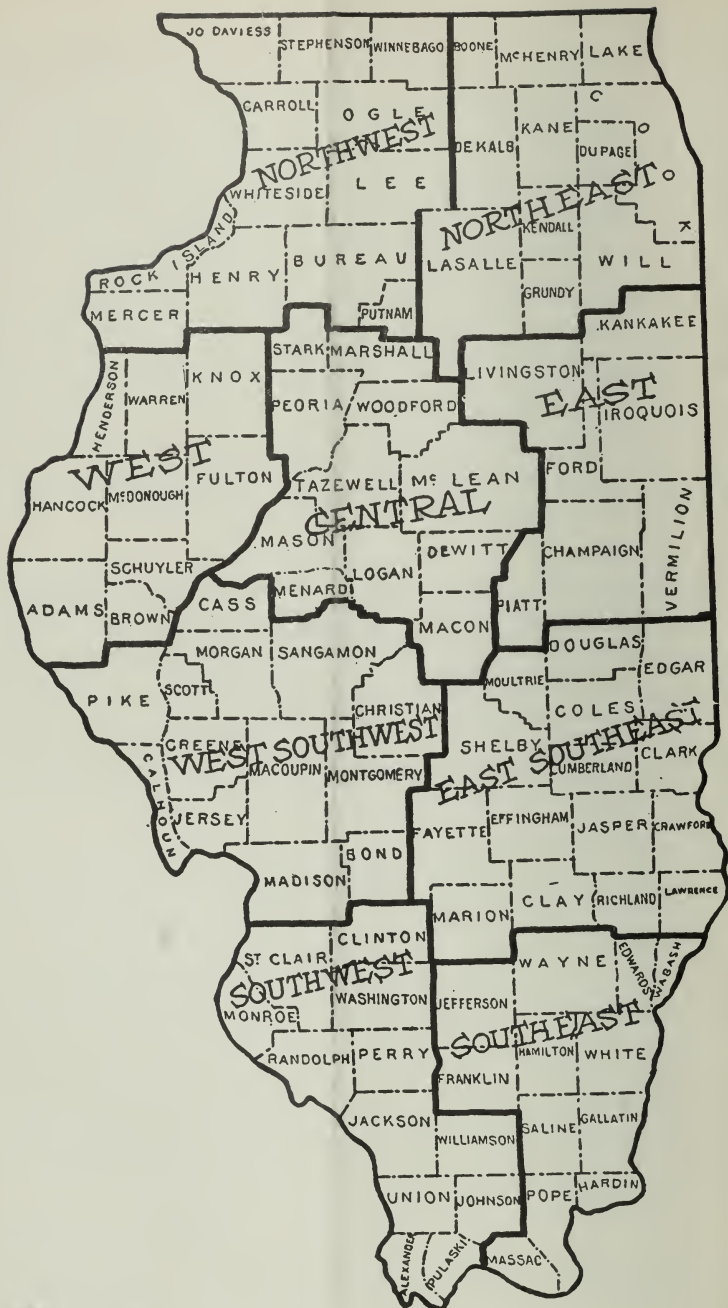 JO DAVIESS STEPHENSON WINNEBAGO BOONE McHENRY LAKE
CARROLL OGLE DEKALB KANE COOK
DUPAGE
NORTHWEST
WHITESIDE LEE NORTHEAST
ROCK ISLAND HENRY BUREAU LASALLE KENDALL WILL
MERCER PUTNAM GRUNDY
KANKAKEE
STARK MARSHALL
HENDERSON WARREN KNOX LIVINGSTON
PEORIA WOODFORD EAST IROQUOIS
WEST
HANCOCK McDONOUGH FULTON TAZEWELL McLEAN FORD
CENTRAL
MASON DEWITT CHAMPAIGN VERMILION
SCHUYLER LOGAN
ADAMS BROWN CASS MENARD PIATT
MACON
MORGAN SANGAMON DOUGLAS
PIKE SCOTT MOULTRIE EDGAR
CHRISTIAN COLES
GREENE WEST SOUTHWEST SHELBY EAST SOUTHEAST
CALHOUN MACOUPIN MONTGOMERY CUMBERLAND CLARK
JERSEY FAYETTE EFFINGHAM JASPER CRAWFORD
BOND
MADISON CLAY RICHLAND LAWRENCE
MARION
ST CLAIR CLINTON WAYNE EDWARDS WABASH
SOUTHWEST
MONROE WASHINGTON JEFFERSON SOUTHEAST
RANDOLPH PERRY HAMILTON WHITE
FRANKLIN
JACKSON SALINE GALLATIN
WILLIAMSON
UNION JOHNSON POPE HARDIN
ALEXANDER PULASKI MASSAC